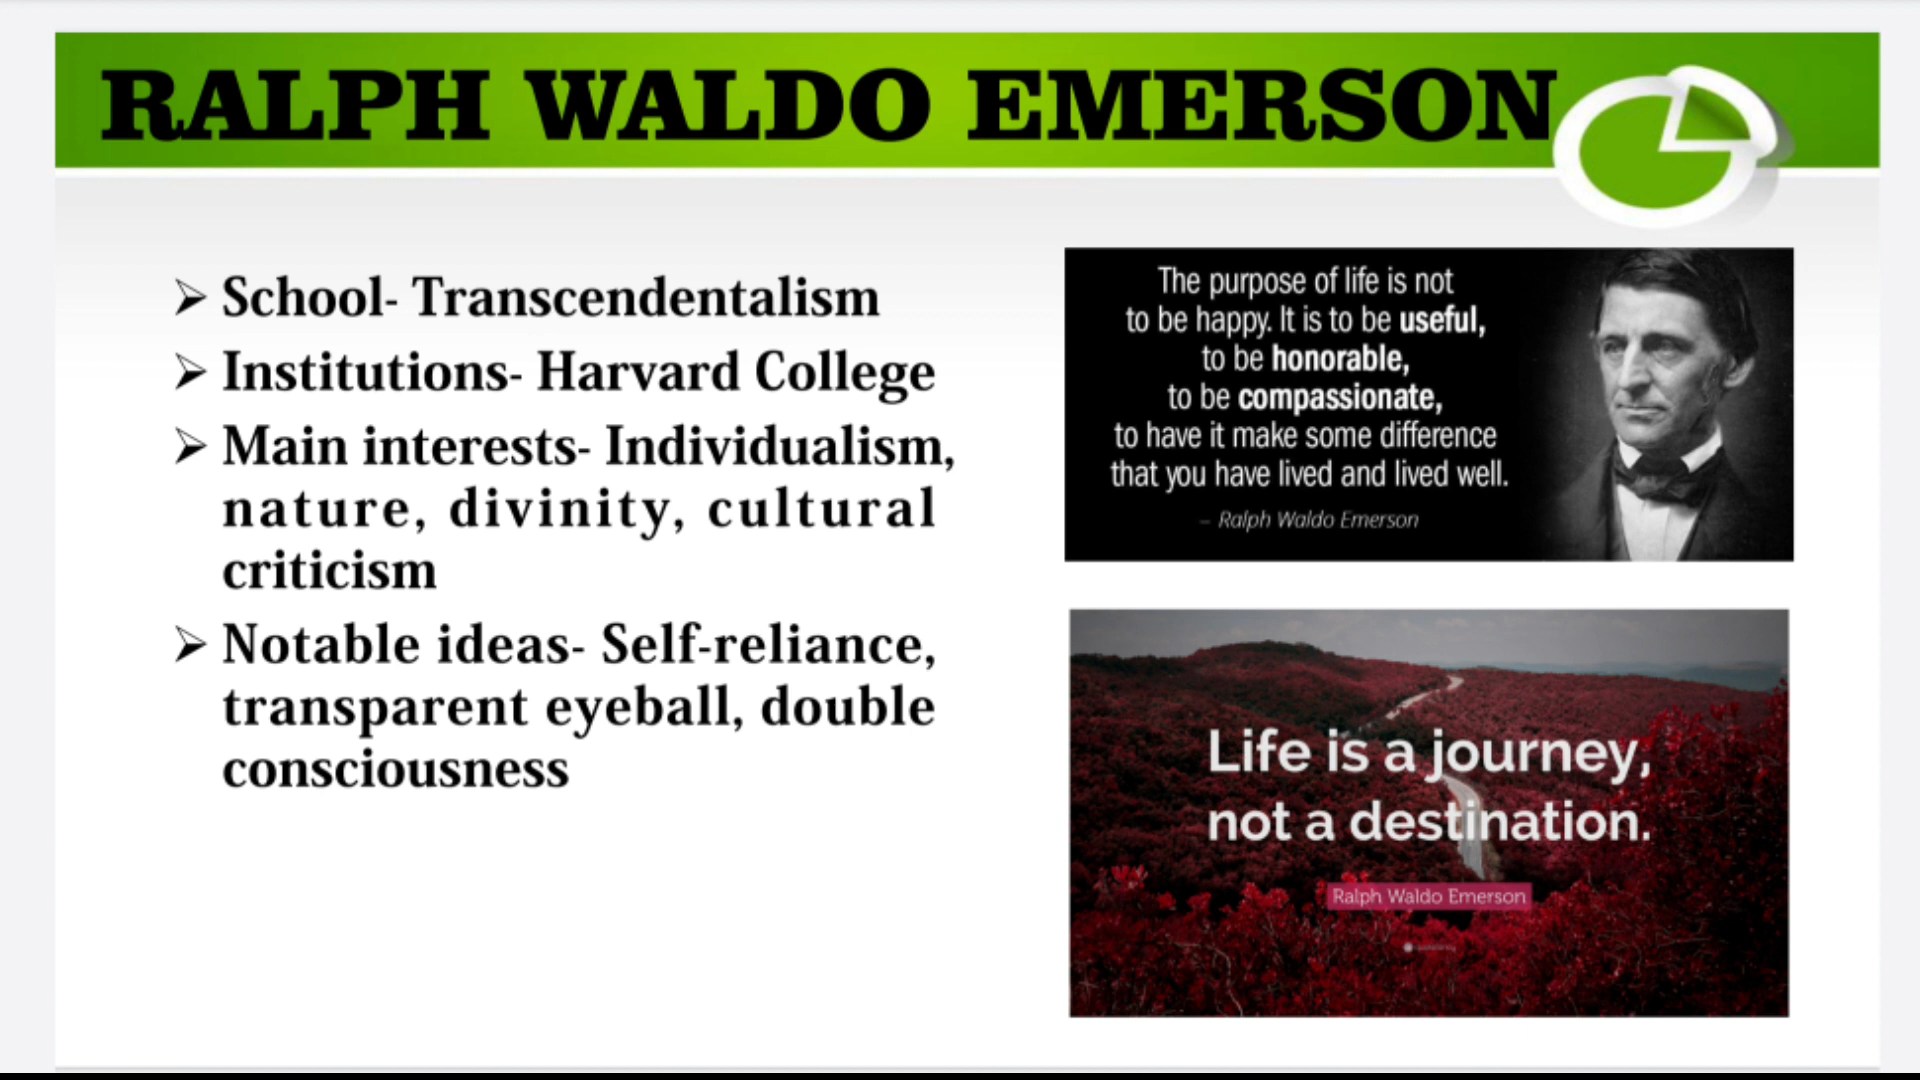 RALPH WALDO EMERSON
School- Transcendentalism
Institutions- Harvard College
Main interests- Individualism,
nature, divinity, cultural
criticism
Notable ideas- Self-reliance,
transparent eyeball, double
consciousness
The purpose of life is not
to be happy. It is to be useful,
to be honorable,
to be compassionate,
to have it make some difference
that you have lived and lived well.
– Ralph Waldo Emerson
Life is a journey,
not a destination.
Ralph Waldo Emerson